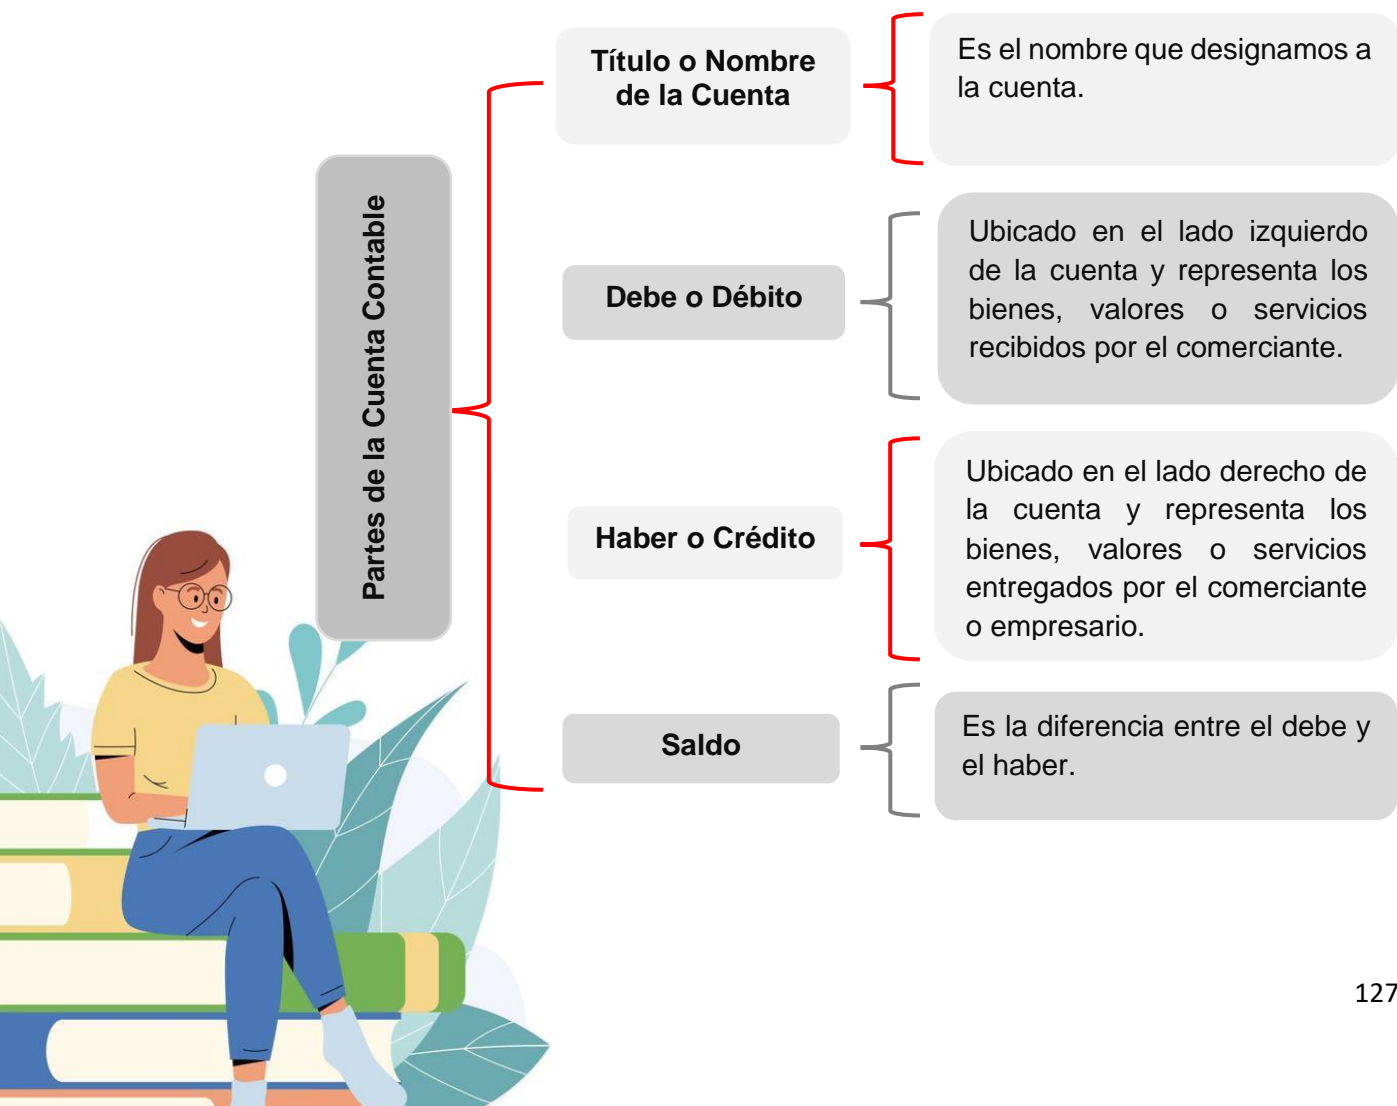 Partes de la Cuenta Contable
Título o Nombre
de la Cuenta
Es el nombre que designamos a
la cuenta.
Debe o Débito
Ubicado en el lado izquierdo
de la cuenta y representa los
bienes, valores o servicios
recibidos por el comerciante.
Haber o Crédito
Ubicado en el lado derecho de
la cuenta y representa los
bienes, valores o servicios
entregados por el comerciante
o empresario.
Saldo
Es la diferencia entre el debe y
el haber.
127